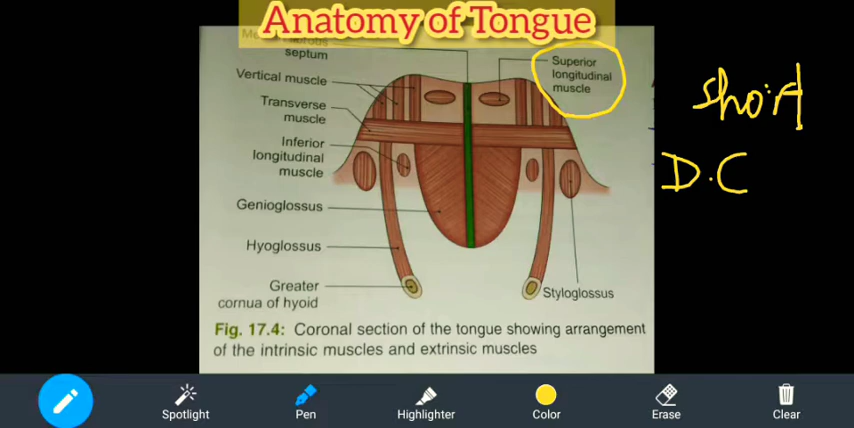 Anatomy of Tongue
septum
Vertical muscle
Transverse
muscle
Inferior
longitudinal
muscle
Genioglossus
Hyoglossus
Greater
cornua of hyoid
Superior
longitudinal
muscle
Styloglossus
Short
D.C
Fig. 17.4: Coronal section of the tongue showing arrangement
of the intrinsic muscles and extrinsic muscles
Spotlight
Pen
Highlighter
Color
Erase
Clear